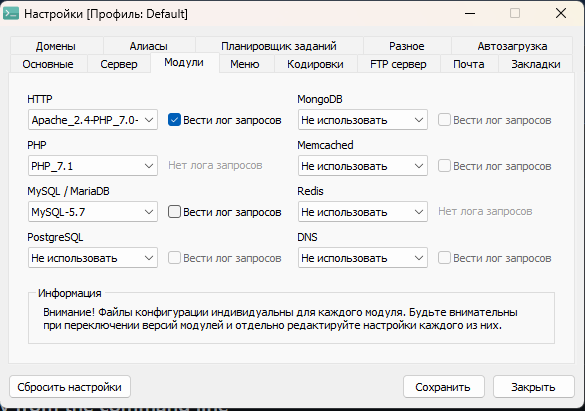 Настройки [Профиль: Default]
Домены Алиасы Планировщик заданий Разное Автозагрузка
Основные Сервер Модули Меню Кодировки FTP сервер Почта Закладки
HTTP MongoDB
Apache_2.4-PHP_7.0- Вести лог запросов Не использовать Вести лог запросов
PHP Memcached
PHP_7.1 Нет лога запросов Не использовать Вести лог запросов
MySQL / MariaDB Redis
MySQL-5.7 Вести лог запросов Не использовать Нет лога запросов
PostgreSQL DNS
Не использовать Вести лог запросов Не использовать Вести лог запросов
Информация
Внимание! Файлы конфигурации индивидуальны для каждого модуля. Будьте внимательны
при переключении версий модулей и отдельно редактируйте настройки каждого из них.
Сбросить настройки Сохранить Закрыть
from the command line